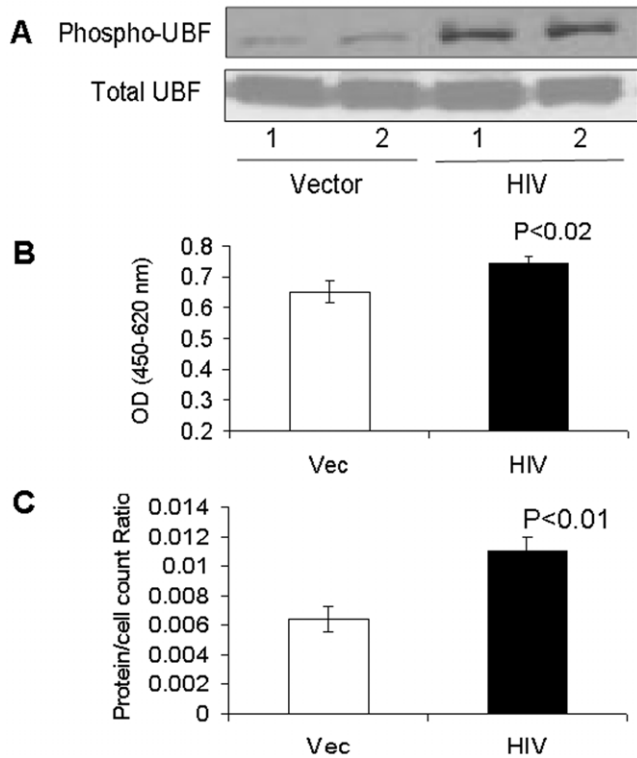 A
Phospho-UBF
Total UBF
1 2 1 2
Vector HIV
B
P<0.02
OD (450-620 nm)
0.8
0.7
0.6
0.5
0.4
0.3
0.2
Vec HIV
C
P<0.01
Protein/cell count Ratio
0.014
0.012
0.01
0.008
0.006
0.004
0.002
0
Vec HIV